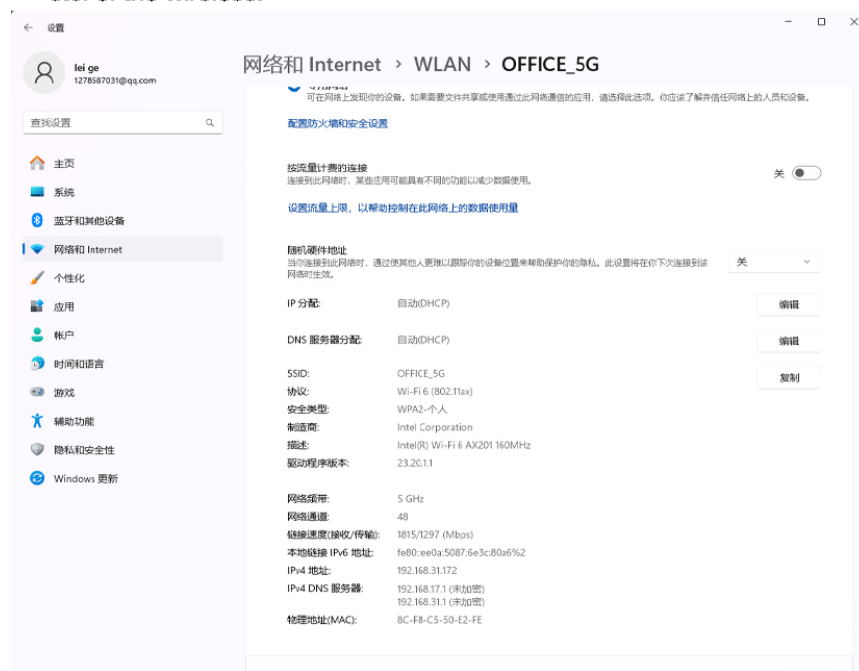 设置
lei ge
1278587031@qq.com
查找设置
主页
系统
蓝牙和其他设备
网络和 Internet
个性化
应用
帐户
时间和语言
游戏
辅助功能
隐私和安全性
Windows 更新
网络和 Internet › WLAN › OFFICE_5G
可在网络上发现你的设备。如果需要文件共享或使用通过此网络通信的应用，请选择此选项。你应该了解并信任网络上的人员和设备。
配置防火墙和安全设置
按流量计费的连接
连接到此网络时，某些应用可能具有不同的功能以减少数据使用。
关
设置流量上限，以帮助控制在此网络上的数据使用量
随机硬件地址
当你连接到此网络时，通过使其他人更难以跟踪你的设备位置来帮助保护你的隐私。此设置将在你下次连接到该
网络时生效。
关
IP 分配: 自动(DHCP) 编辑
DNS 服务器分配: 自动(DHCP) 编辑
SSID: OFFICE_5G 复制
协议: Wi-Fi 6 (802.11ax)
安全类型: WPA2-个人
制造商: Intel Corporation
描述: Intel(R) Wi-Fi 6 AX201 160MHz
驱动程序版本: 23.20.1.1
网络频带: 5 GHz
网络通道: 48
链接速度(接收/传输): 1815/1297 (Mbps)
本地链接 IPv6 地址: fe80::ee0a:5087:6e3c:80a6%2
IPv4 地址: 192.168.31.172
IPv4 DNS 服务器: 192.168.17.1 (未加密)
192.168.31.1 (未加密)
物理地址(MAC): 8C-F8-C5-50-E2-FE